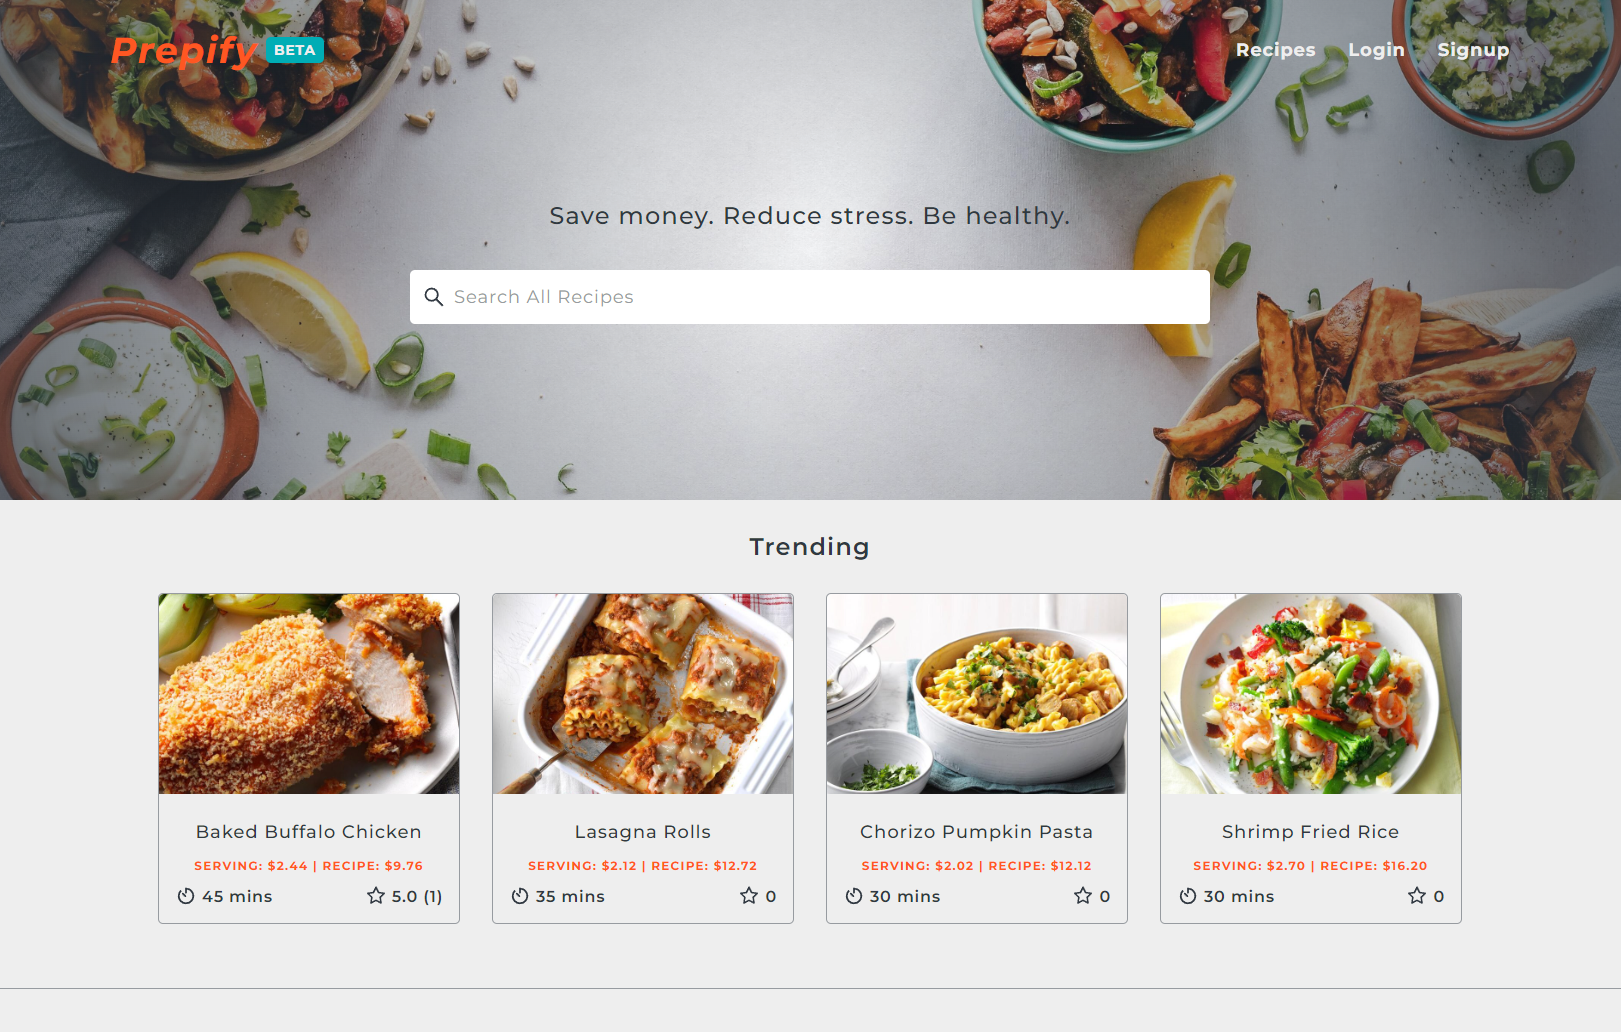 Prepify BETA
Recipes Login Signup
Save money. Reduce stress. Be healthy.
Search All Recipes
Trending
Baked Buffalo Chicken
SERVING: $2.44 | RECIPE: $9.76
45 mins 5.0 (1)
Lasagna Rolls
SERVING: $2.12 | RECIPE: $12.72
35 mins 0
Chorizo Pumpkin Pasta
SERVING: $2.02 | RECIPE: $12.12
30 mins 0
Shrimp Fried Rice
SERVING: $2.70 | RECIPE: $16.20
30 mins 0